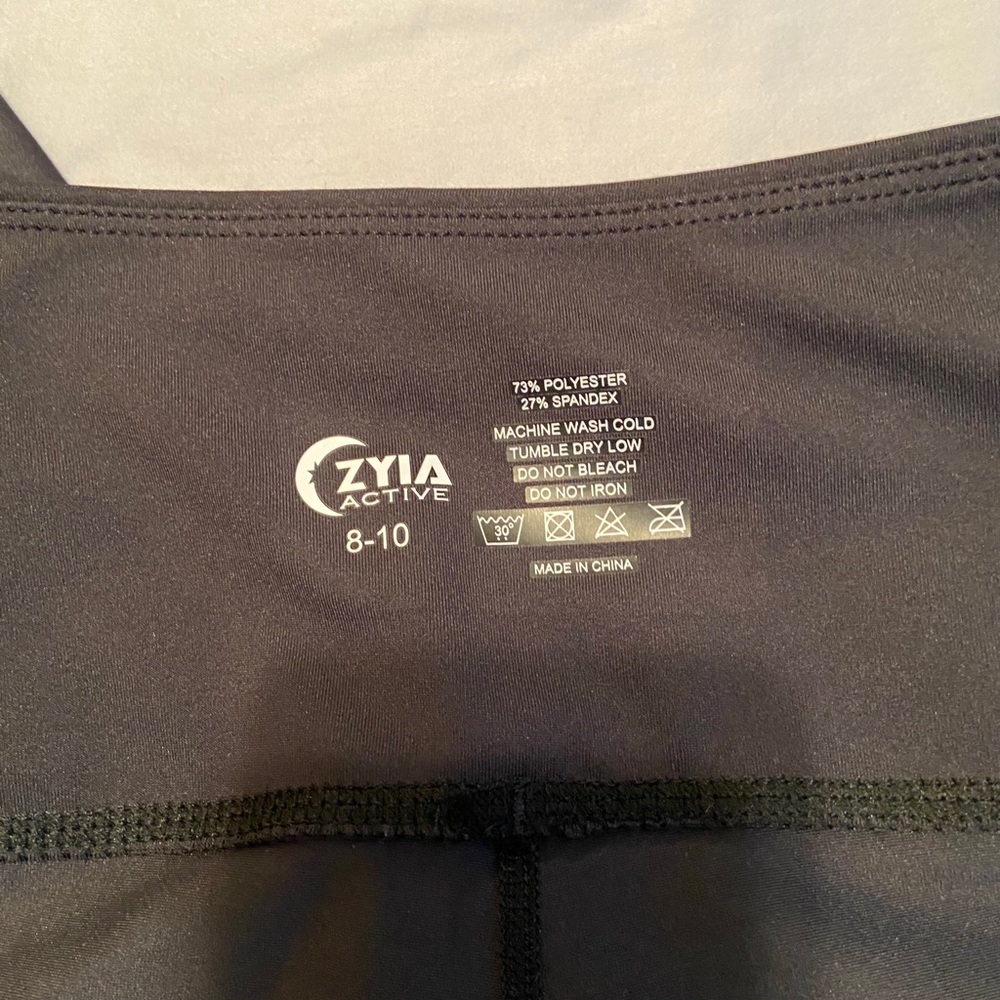 ZYIA
ACTIVE
8-10
73% POLYESTER
27% SPANDEX
MACHINE WASH COLD
TUMBLE DRY LOW
DO NOT BLEACH
DO NOT IRON
30°
MADE IN CHINA